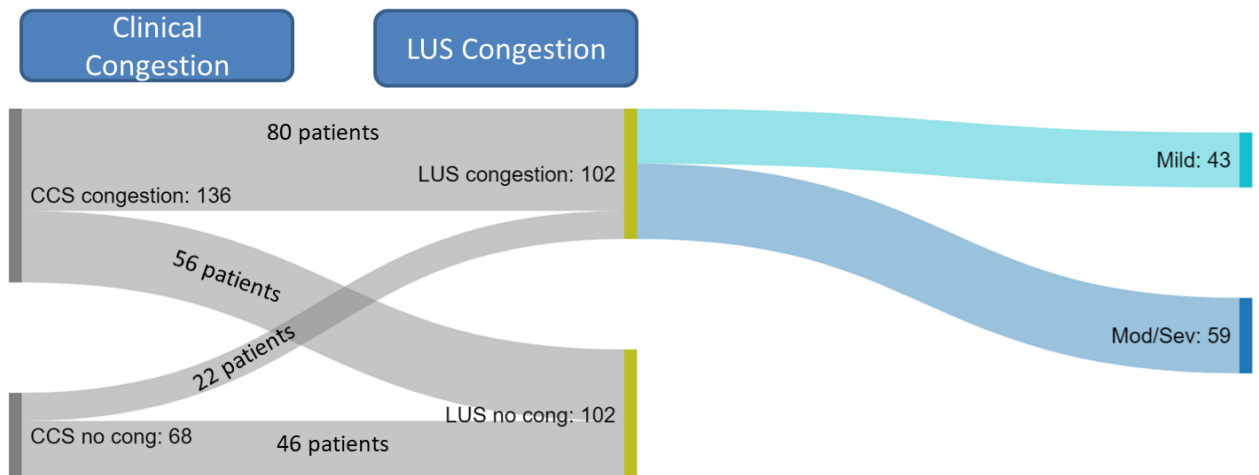 Clinical
Congestion
LUS Congestion
80 patients
CCS congestion: 136
LUS congestion: 102
Mild: 43
56 patients
22 patients
Mod/Sev: 59
CCS no cong: 68
46 patients
LUS no cong: 102